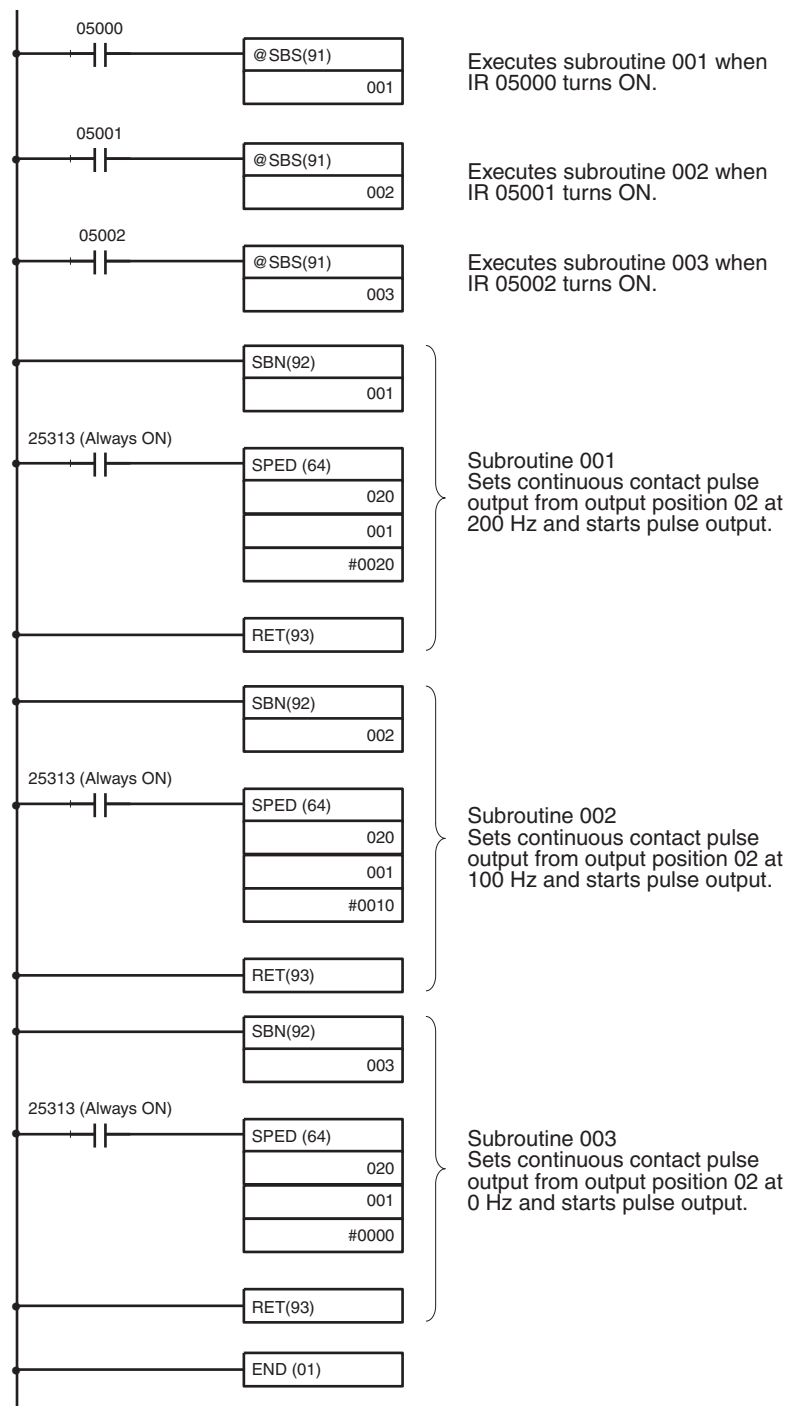 05000
@SBS(91)
001
Executes subroutine 001 when
IR 05000 turns ON.
05001
@SBS(91)
002
Executes subroutine 002 when
IR 05001 turns ON.
05002
@SBS(91)
003
Executes subroutine 003 when
IR 05002 turns ON.
SBN(92)
001
25313 (Always ON)
SPED (64)
020
001
#0020
RET(93)
Subroutine 001
Sets continuous contact pulse
output from output position 02 at
200 Hz and starts pulse output.
SBN(92)
002
25313 (Always ON)
SPED (64)
020
001
#0010
RET(93)
Subroutine 002
Sets continuous contact pulse
output from output position 02 at
100 Hz and starts pulse output.
SBN(92)
003
25313 (Always ON)
SPED (64)
020
001
#0000
RET(93)
Subroutine 003
Sets continuous contact pulse
output from output position 02 at
0 Hz and starts pulse output.
END (01)